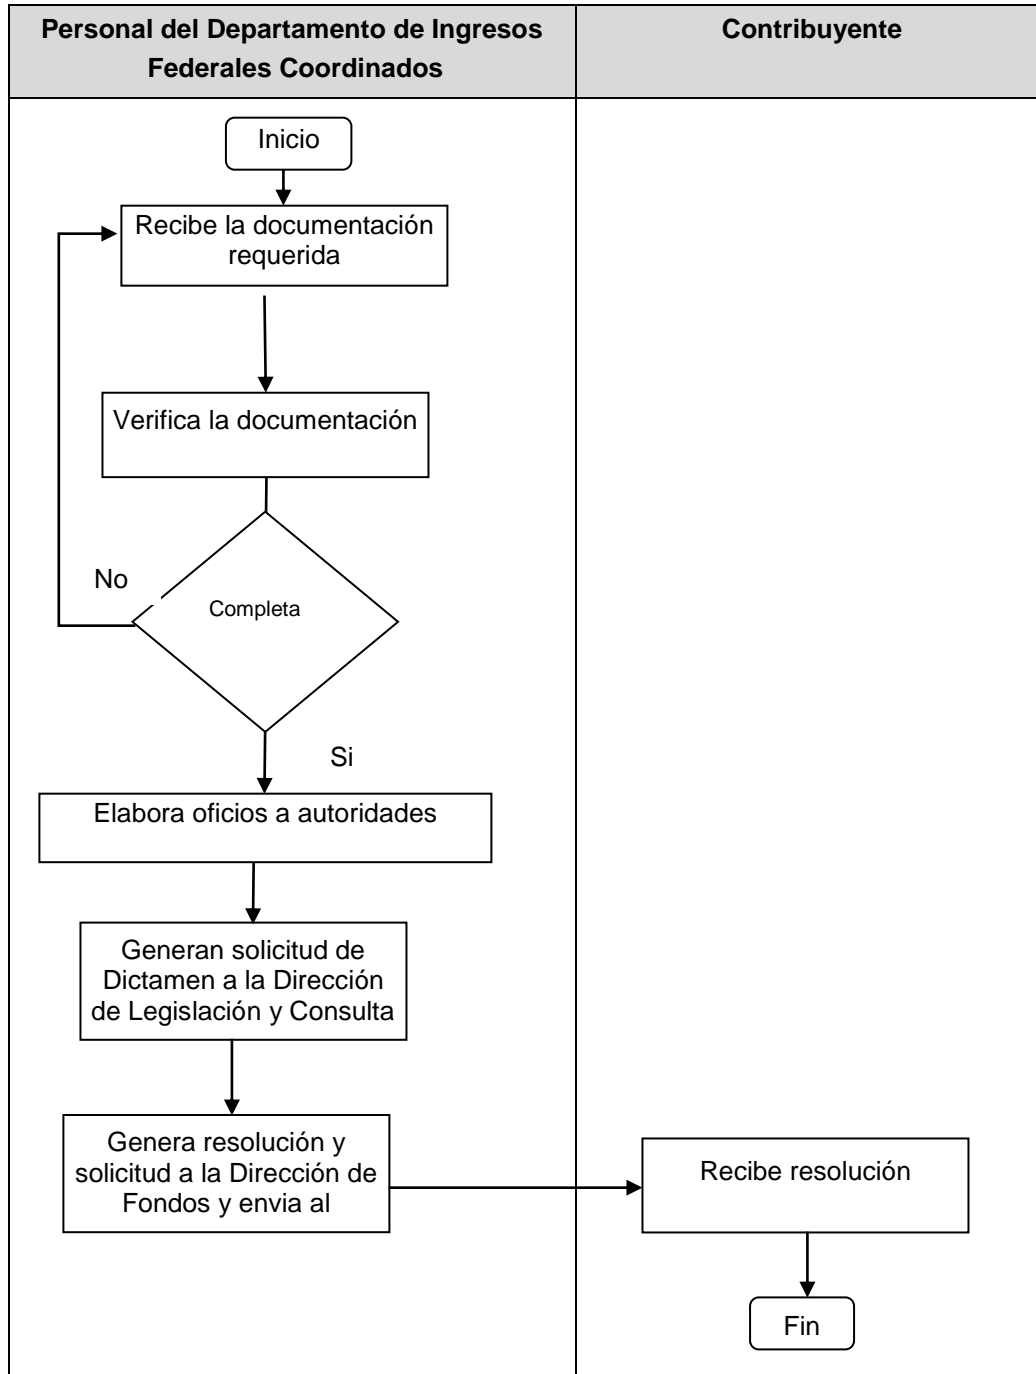 Personal del Departamento de Ingresos
Federales Coordinados
Contribuyente
Inicio
Recibe la documentación
requerida
Verifica la documentación
No
Completa
Si
Elabora oficios a autoridades
Generan solicitud de
Dictamen a la Dirección
de Legislación y Consulta
Genera resolución y
solicitud a la Dirección de
Fondos y envia al
Recibe resolución
Fin